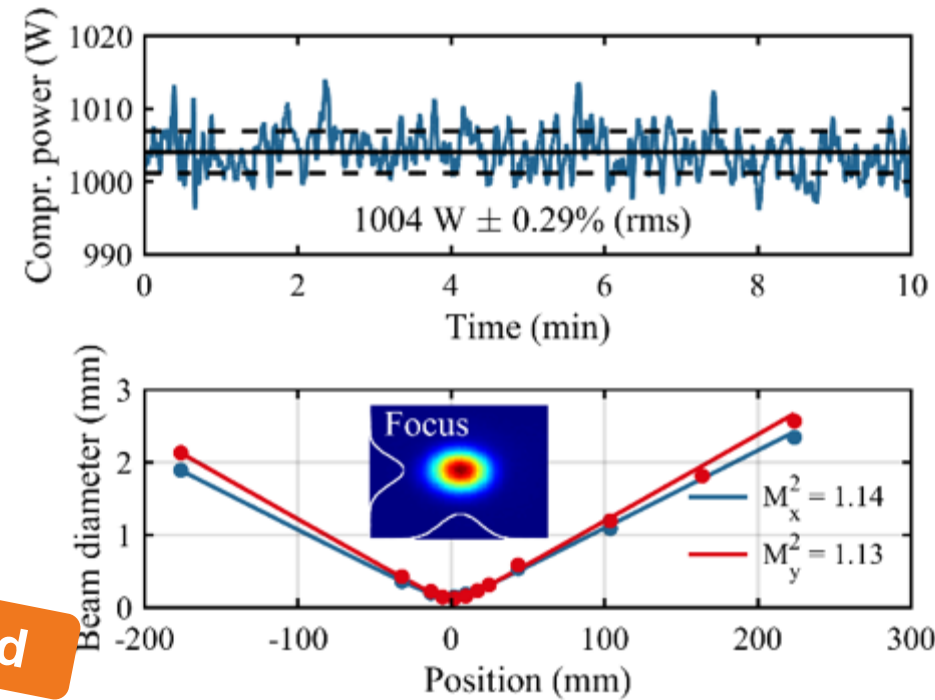 Compr. power (W)
1020
1010
1000
990
1004 W ± 0.29% (rms)
0 2 4 6 8 10
Time (min)
Beam diameter (mm)
3
2
1
0
Focus
M²x = 1.14
M²y = 1.13
-200 -100 0 100 200 300
Position (mm)
d